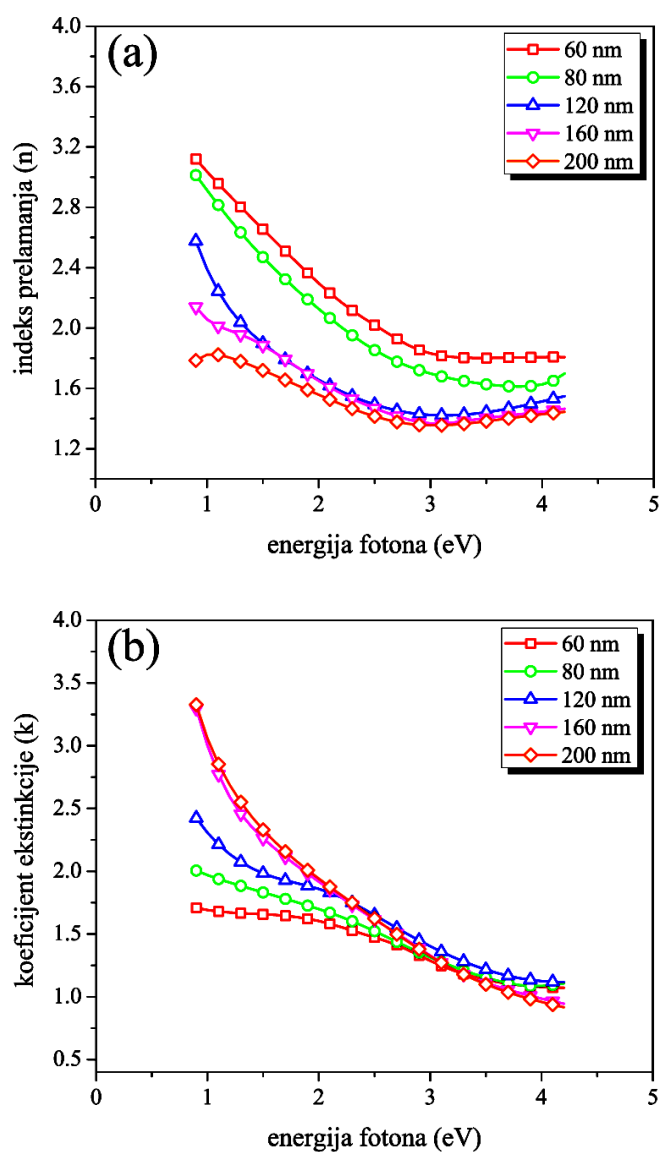 (a)
4.0
3.6
3.2
2.8
2.4
2.0
1.6
1.2
indeks prelamanja (n)
60 nm
80 nm
120 nm
160 nm
200 nm
0 1 2 3 4 5
energija fotona (eV)
(b)
4.0
3.5
3.0
2.5
2.0
1.5
1.0
0.5
koeficijent ekstinkcije (k)
60 nm
80 nm
120 nm
160 nm
200 nm
0 1 2 3 4 5
energija fotona (eV)